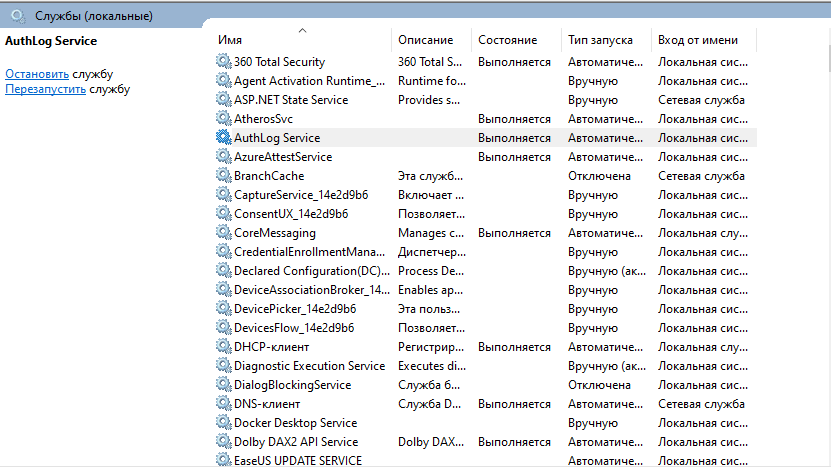 Службы (локальные)
AuthLog Service
Остановить службу
Перезапустить службу
Имя Описание Состояние Тип запуска Вход от имени
360 Total Security 360 Total S... Выполняется Автоматиче... Локальная сис...
Agent Activation Runtime_... Runtime fo... Вручную Локальная сис...
ASP.NET State Service Provides s... Вручную Сетевая служба
AtherosSvc Выполняется Автоматиче... Локальная сис...
AuthLog Service Выполняется Автоматиче... Локальная сис...
AzureAttestService Выполняется Автоматиче... Локальная сис...
BranchCache Эта служб... Отключена Сетевая служба
CaptureService_14e2d9b6 Включает ... Вручную Локальная сис...
ConsentUX_14e2d9b6 Позволяет... Вручную Локальная сис...
CoreMessaging Manages c... Выполняется Автоматиче... Локальная слу...
CredentialEnrollmentMana... Диспетчер... Вручную Локальная сис...
Declared Configuration(DC)... Process De... Вручную (ак... Локальная сис...
DeviceAssociationBroker_14... Enables ap... Вручную Локальная сис...
DevicePicker_14e2d9b6 Эта польз... Вручную Локальная сис...
DevicesFlow_14e2d9b6 Позволяет... Вручную Локальная сис...
DHCP-клиент Регистрир... Выполняется Автоматиче... Локальная слу...
Diagnostic Execution Service Executes di... Вручную (ак... Локальная сис...
DialogBlockingService Служба б... Отключена Локальная сис...
DNS-клиент Служба D... Выполняется Автоматиче... Сетевая служба
Docker Desktop Service Вручную Локальная сис...
Dolby DAX2 API Service Dolby DAX... Выполняется Автоматиче... Локальная сис...
EaseUS UPDATE SERVICE Выполняется Автоматиче... Локальная сис...